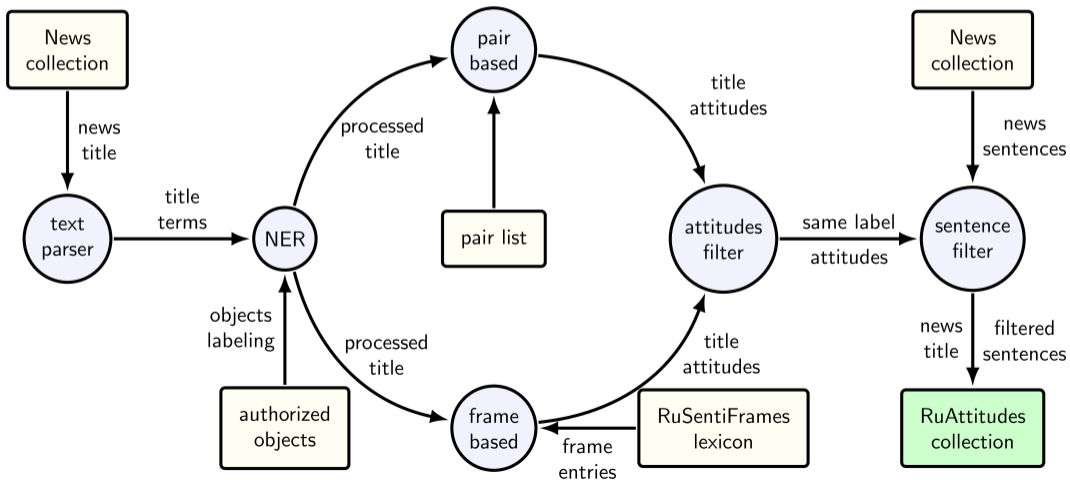 News
collection
news
title
text
parser
title
terms
NER
objects
labeling
authorized
objects
processed
title
pair
based
pair list
title
attitudes
processed
title
frame
based
frame
entries
RuSentiFrames
lexicon
title
attitudes
attitudes
filter
same label
attitudes
News
collection
news
sentences
sentence
filter
news
title
filtered
sentences
RuAttitudes
collection